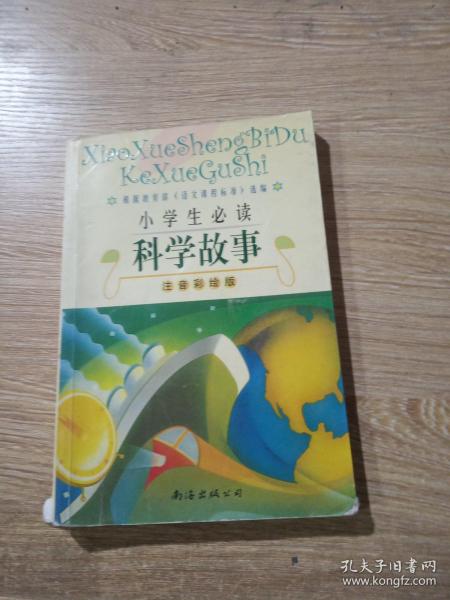 XiaoXueShengBiDu
KeXueGuShi
根据教育部《语文课程标准》选编
小学生必读
科学故事
注音彩绘版
南海出版公司
孔夫子旧书网
www.kongfz.com